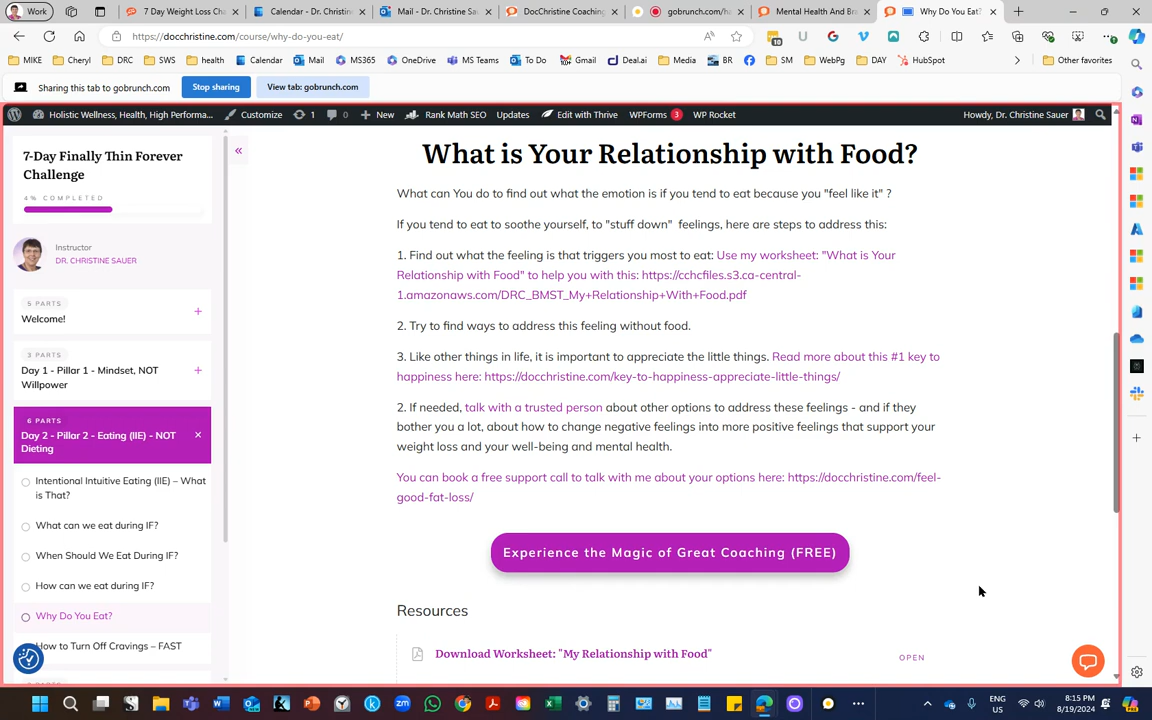 Work
7 Day Weight Loss Cha
Calendar - Dr. Christin
Mail - Dr. Christine Sau
DocChristine Coaching
gobrunch.com/ha
Mental Health And Bra
Why Do You Eat?
https://docchristine.com/course/why-do-you-eat/
10
MIKE
Cheryl
DRC
SWS
health
Calendar
Mail
MS365
OneDrive
MS Teams
To Do
Gmail
Deal.ai
Media
BR
SM
WebPg
DAY
HubSpot
Other favorites
Sharing this tab to gobrunch.com
Stop sharing
View tab: gobrunch.com
Holistic Wellness, Health, High Performa...
Customize
1
0
New
Rank Math SEO
Updates
Edit with Thrive
WPForms 3
WP Rocket
Howdy, Dr. Christine Sauer
7-Day Finally Thin Forever
Challenge
4% COMPLETED
Instructor
DR. CHRISTINE SAUER
5 PARTS
Welcome!
3 PARTS
Day 1 - Pillar 1 - Mindset, NOT
Willpower
6 PARTS
Day 2 - Pillar 2 - Eating (IIE) - NOT
Dieting
Intentional Intuitive Eating (IIE) – What
is That?
What can we eat during IF?
When Should We Eat During IF?
How can we eat during IF?
Why Do You Eat?
How to Turn Off Cravings – FAST
What is Your Relationship with Food?
What can You do to find out what the emotion is if you tend to eat because you "feel like it" ?
If you tend to eat to soothe yourself, to "stuff down"  feelings, here are steps to address this:
1. Find out what the feeling is that triggers you most to eat: Use my worksheet: "What is Your
Relationship with Food" to help you with this: https://cchcfiles.s3.ca-central-
1.amazonaws.com/DRC_BMST_My+Relationship+With+Food.pdf
2. Try to find ways to address this feeling without food.
3. Like other things in life, it is important to appreciate the little things. Read more about this #1 key to
happiness here: https://docchristine.com/key-to-happiness-appreciate-little-things/
2. If needed, talk with a trusted person about other options to address these feelings - and if they
bother you a lot, about how to change negative feelings into more positive feelings that support your
weight loss and your well-being and mental health.
You can book a free support call to talk with me about your options here: https://docchristine.com/feel-
good-fat-loss/
Experience the Magic of Great Coaching (FREE)
Resources
Download Worksheet: "My Relationship with Food"
OPEN
ENG
US
8:15 PM
8/19/2024